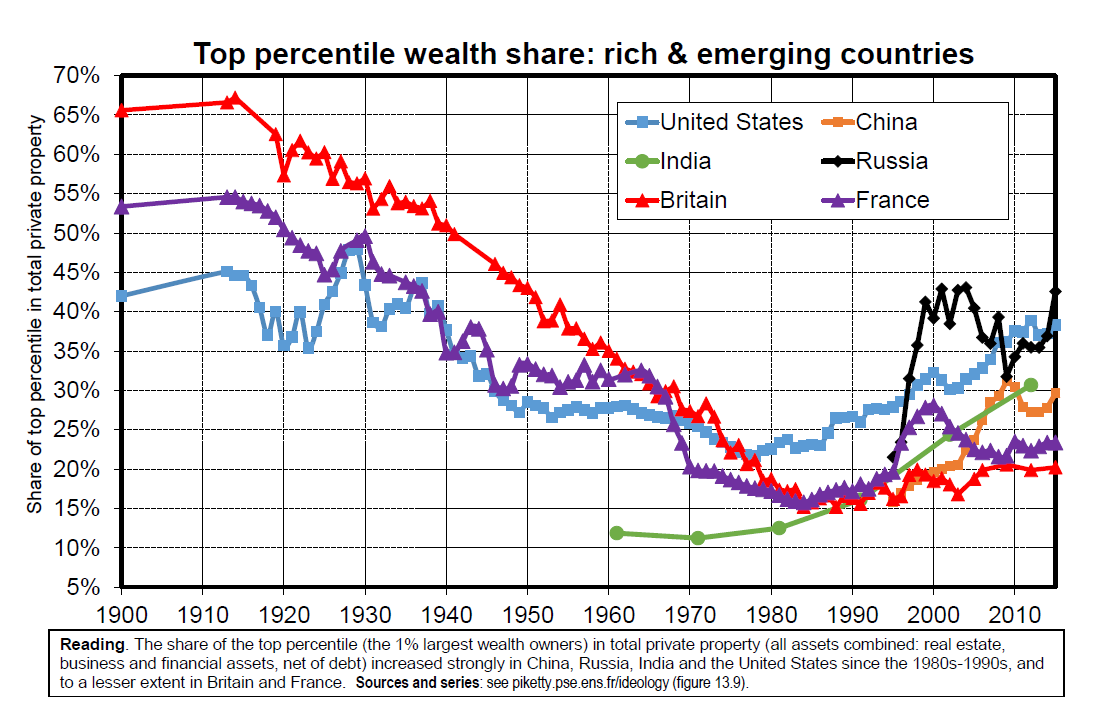 Top percentile wealth share: rich & emerging countries
70%
65%
60%
55%
50%
45%
40%
35%
30%
25%
20%
15%
10%
5%
Share of top percentile in total private property
United States
China
India
Russia
Britain
France
1900 1910 1920 1930 1940 1950 1960 1970 1980 1990 2000 2010
Reading. The share of the top percentile (the 1% largest wealth owners) in total private property (all assets combined: real estate,
business and financial assets, net of debt) increased strongly in China, Russia, India and the United States since the 1980s-1990s, and
to a lesser extent in Britain and France. Sources and series: see piketty.pse.ens.fr/ideology (figure 13.9).